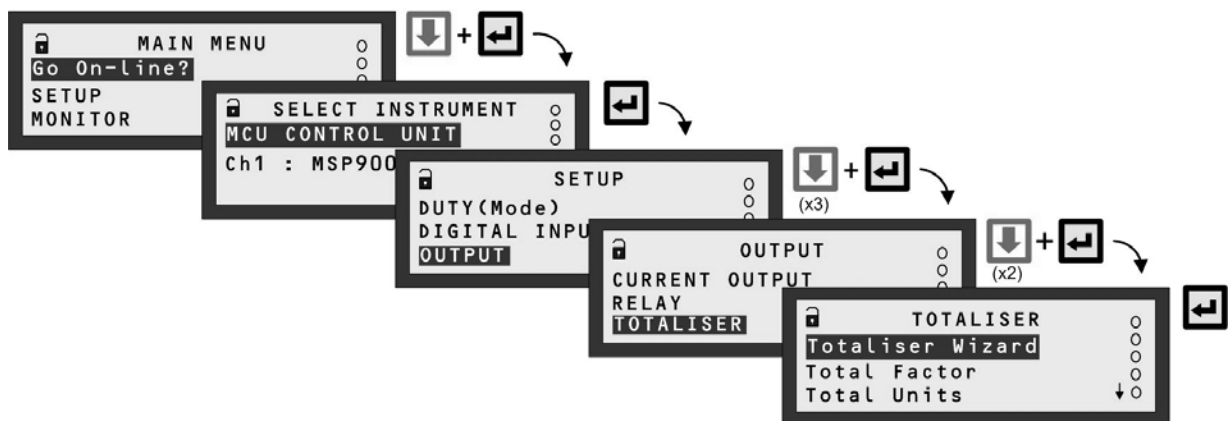 MAIN MENU
Go On-line?
SETUP
MONITOR
+
SELECT INSTRUMENT
MCU CONTROL UNIT
Ch1 : MSP900
SETUP
DUTY(Mode)
DIGITAL INPU
OUTPUT
+
(x3)
OUTPUT
CURRENT OUTPUT
RELAY
TOTALISER
+
(x2)
TOTALISER
Totaliser Wizard
Total Factor
Total Units